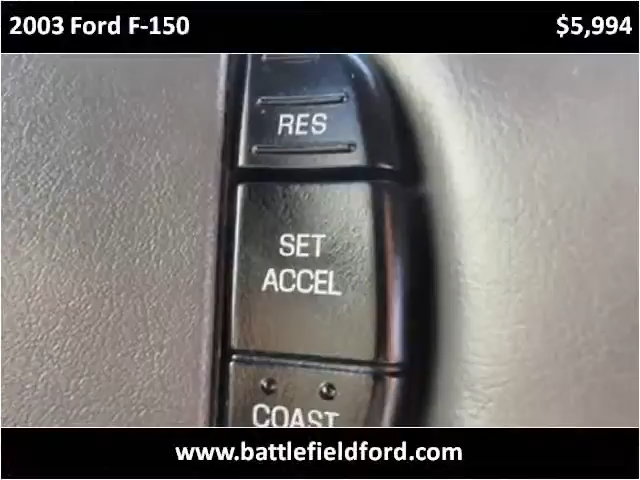 2003 Ford F-150 $5,994
RES
SET
ACCEL
COAST
www.battlefieldford.com